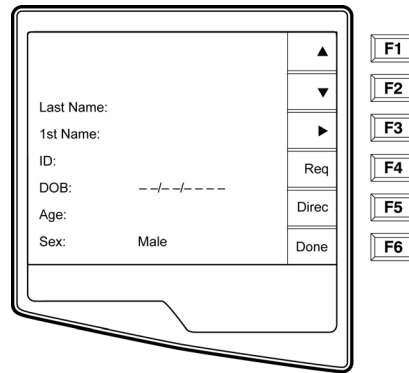 ▲
▼
Last Name:
1st Name: ►
ID: Req
DOB: – –/– –/– – – –
Age: Direc
Sex: Male Done
F1
F2
F3
F4
F5
F6